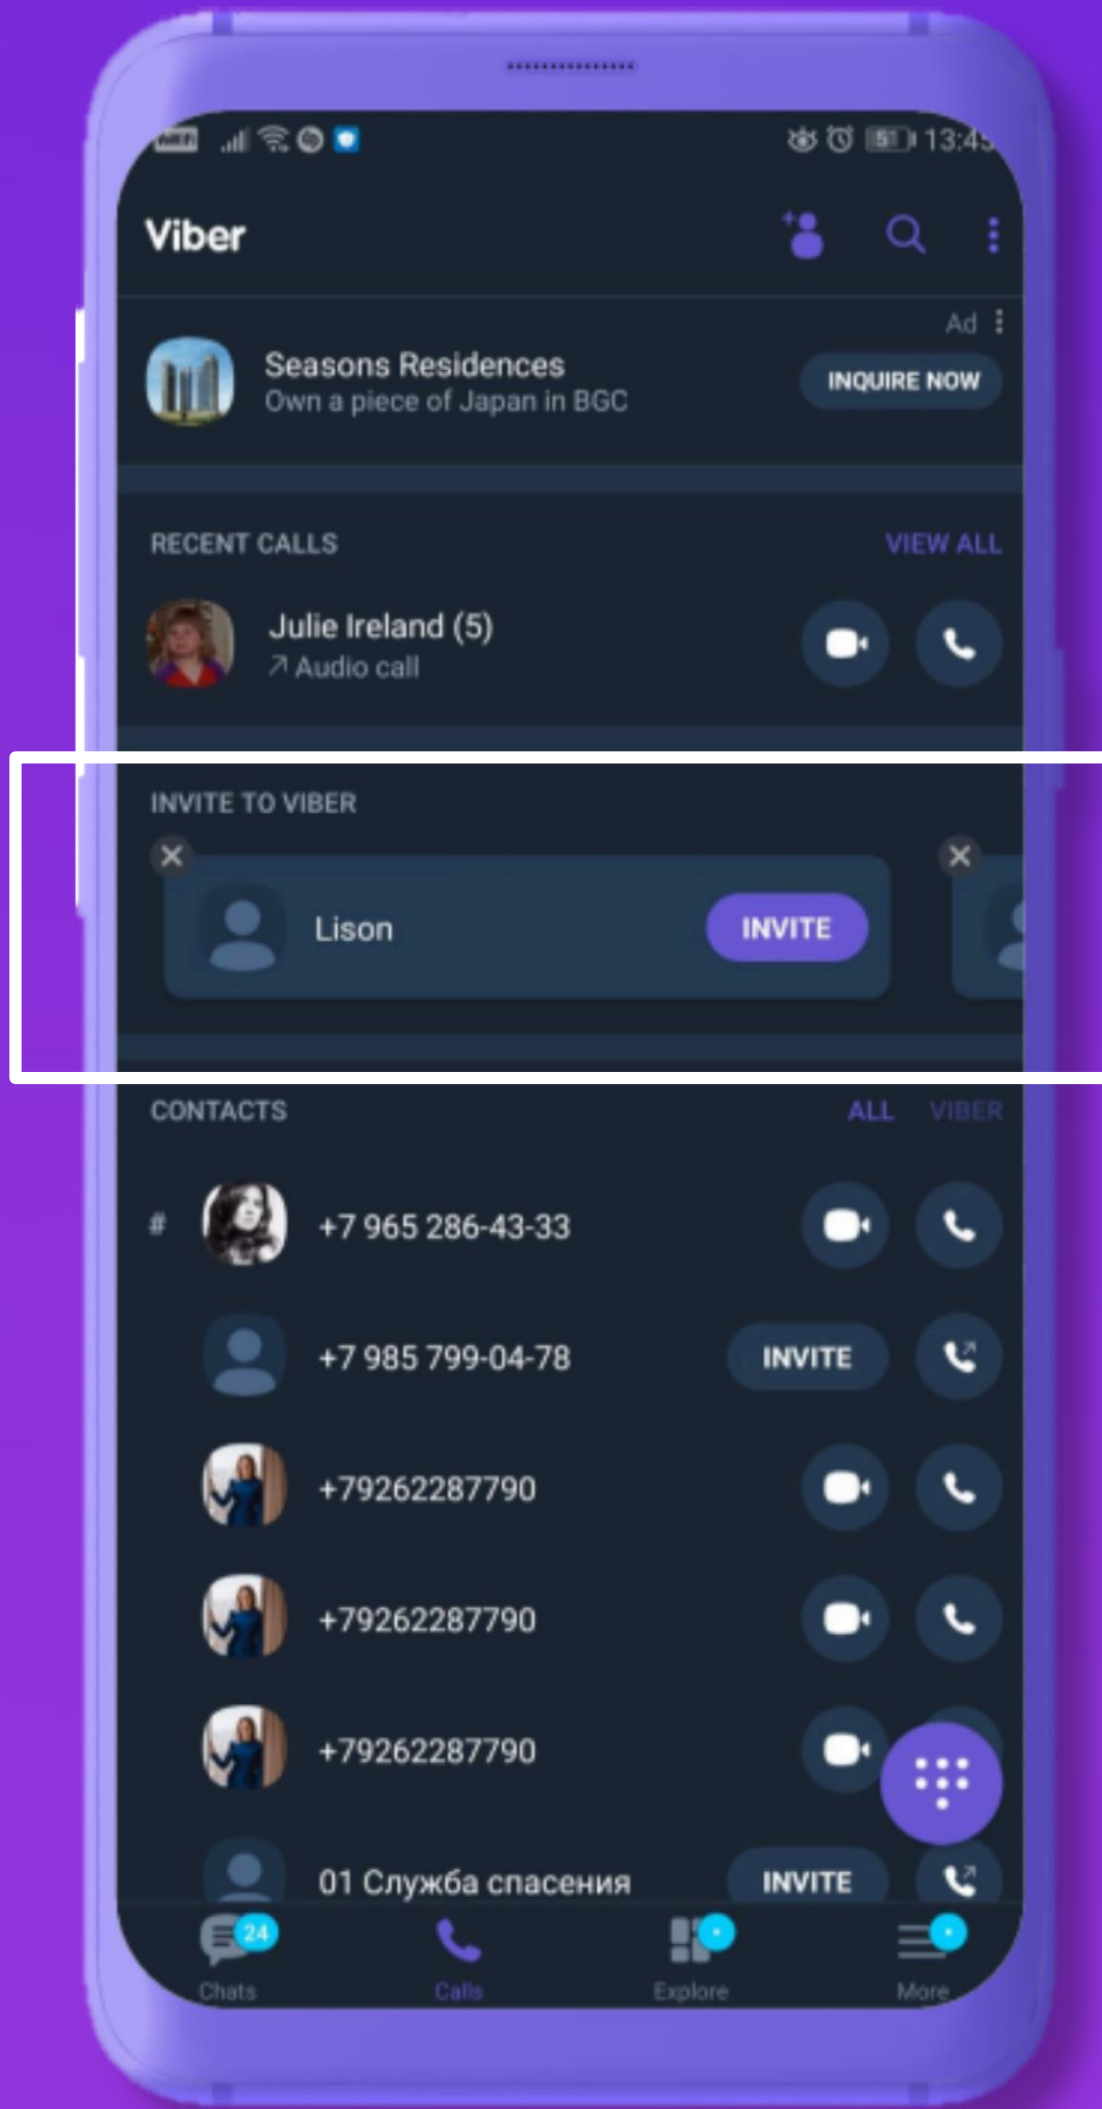 51 13:45
Viber
Ad
Seasons Residences
INQUIRE NOW
Own a piece of Japan in BGC
RECENT CALLS VIEW ALL
Julie Ireland (5)
Audio call
INVITE TO VIBER
Lison INVITE
CONTACTS ALL VIBER
# +7 965 286-43-33
+7 985 799-04-78 INVITE
+79262287790
+79262287790
+79262287790
01 Служба спасения INVITE
24
Chats Calls Explore More